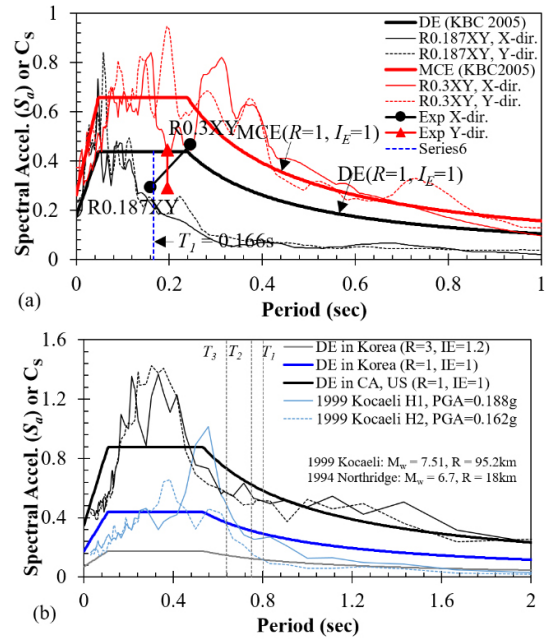 1
0.8
0.6
0.4
0.2
0
Spectral Accel. (Sₐ) or Cₛ
DE (KBC 2005)
R0.187XY, X-dir.
R0.187XY, Y-dir.
MCE (KBC2005)
R0.3XY, X-dir.
R0.3XY, Y-dir.
Exp X-dir.
Exp Y-dir.
Series6
R0.3XY
MCE(R=1, I_E=1)
DE(R=1, I_E=1)
R0.187XY
T₁ = 0.166s
0 0.2 0.4 0.6 0.8 1
(a)
Period (sec)
1.6
1.2
0.8
0.4
0
Spectral Accel. (Sₐ) or Cₛ
T₃ T₂ T₁
DE in Korea (R=3, IE=1.2)
DE in Korea (R=1, IE=1)
DE in CA, US (R=1, IE=1)
1999 Kocaeli H1, PGA=0.188g
1999 Kocaeli H2, PGA=0.162g
1999 Kocaeli: M_w = 7.51, R = 95.2km
1994 Northridge: M_w = 6.7, R = 18km
0 0.4 0.8 1.2 1.6 2
(b)
Period (sec)